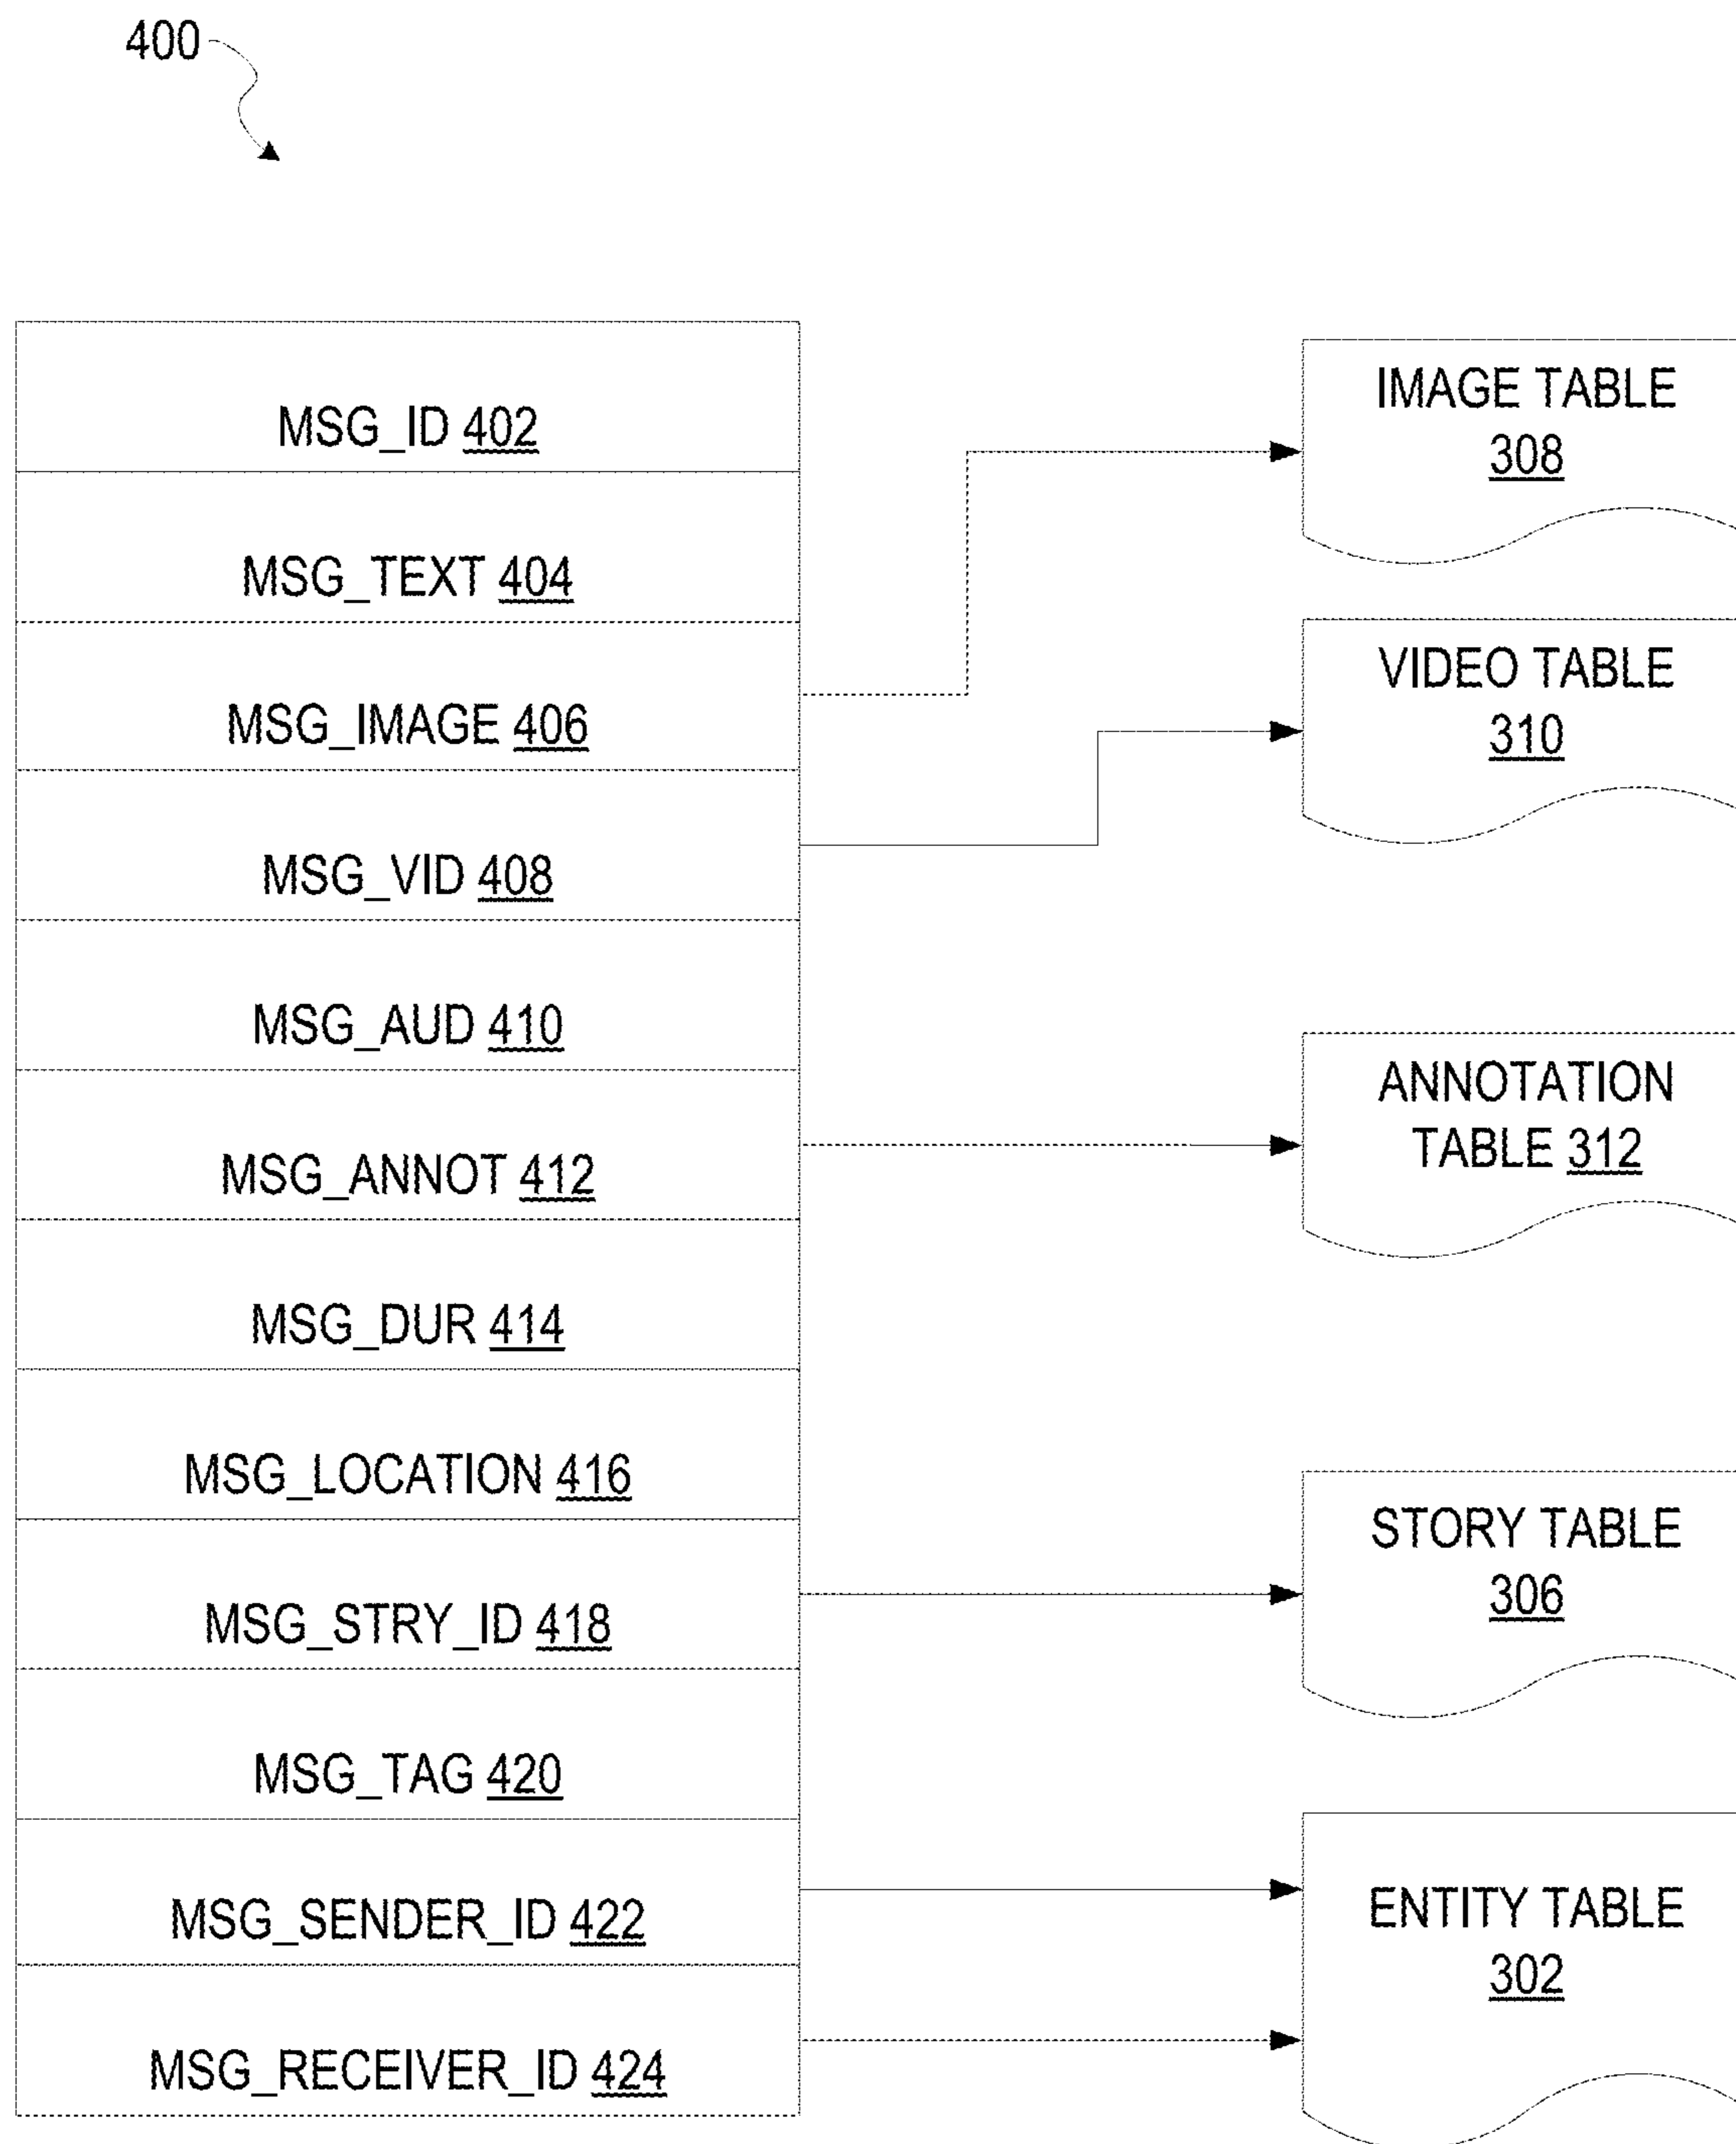 400
MSG_ID 402
MSG_TEXT 404
MSG_IMAGE 406
MSG_VID 408
MSG_AUD 410
MSG_ANNOT 412
MSG_DUR 414
MSG_LOCATION 416
MSG_STRY_ID 418
MSG_TAG 420
MSG_SENDER_ID 422
MSG_RECEIVER_ID 424
IMAGE TABLE
308
VIDEO TABLE
310
ANNOTATION
TABLE 312
STORY TABLE
306
ENTITY TABLE
302